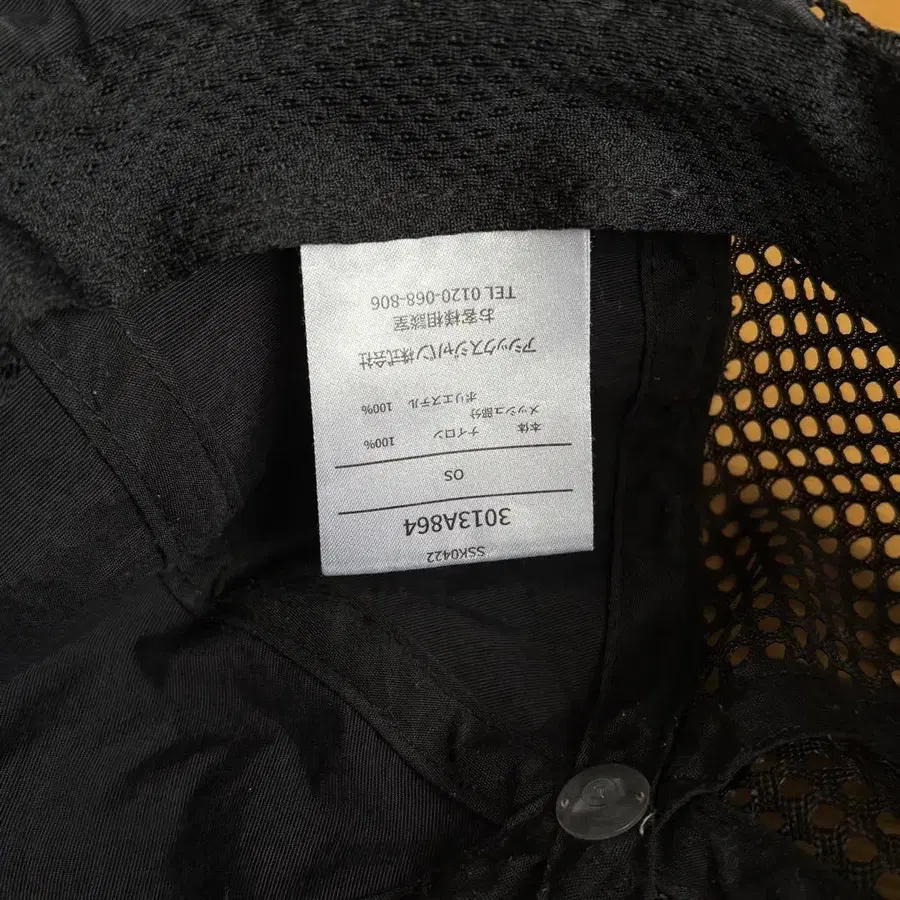 SSK0422
3013A864
OS
本体 ナイロン 100%
メッシュ部分
ポリエステル 100%
アシックスジャパン株式会社
お客様相談室
TEL 0120-068-806